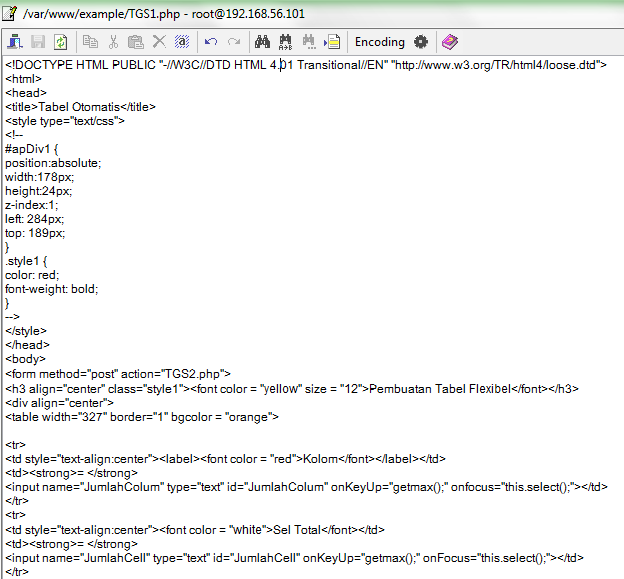 /var/www/example/TGS1.php - root@192.168.56.101
Encoding
<!DOCTYPE HTML PUBLIC "-//W3C//DTD HTML 4.01 Transitional//EN" "http://www.w3.org/TR/html4/loose.dtd">
<html>
<head>
<title>Tabel Otomatis</title>
<style type="text/css">
<!--
#apDiv1 {
position:absolute;
width:178px;
height:24px;
z-index:1;
left: 284px;
top: 189px;
}
.style1 {
color: red;
font-weight: bold;
}
-->
</style>
</head>
<body>
<form method="post" action="TGS2.php">
<h3 align="center" class="style1"><font color = "yellow" size = "12">Pembuatan Tabel Flexibel</font></h3>
<div align="center">
<table width="327" border="1" bgcolor = "orange">
<tr>
<td style="text-align:center"><label><font color = "red">Kolom</font></label></td>
<td><strong>= </strong>
<input name="JumlahColum" type="text" id="JumlahColum" onKeyUp="getmax();" onfocus="this.select();"></td>
</tr>
<tr>
<td style="text-align:center"><font color = "white">Sel Total</font></td>
<td><strong>= </strong>
<input name="JumlahCell" type="text" id="JumlahCell" onKeyUp="getmax();" onFocus="this.select();"></td>
</tr>